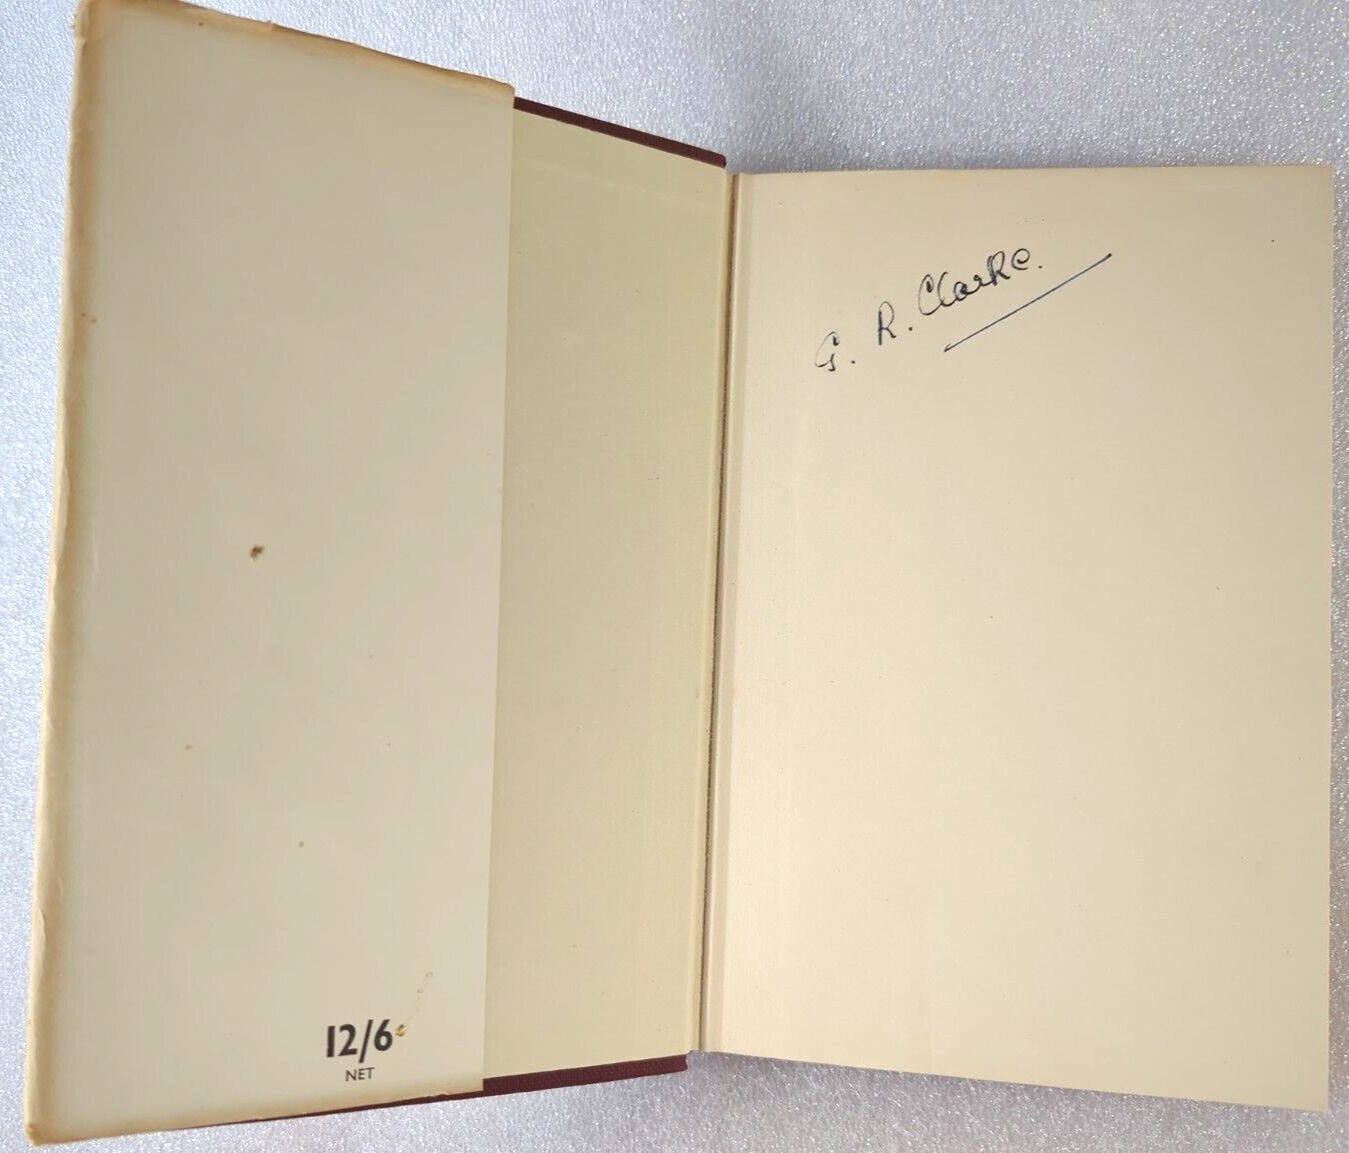 12/6
NET
G. R. Clarke.